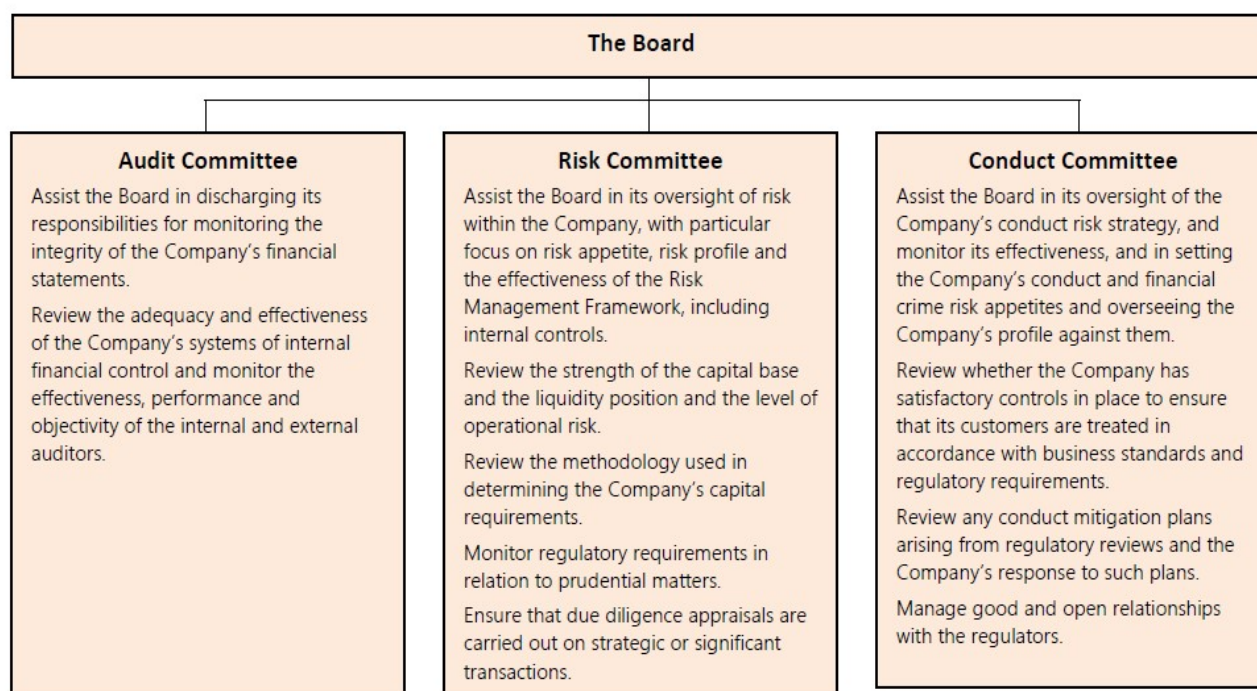 The Board
Audit Committee
Assist the Board in discharging its
responsibilities for monitoring the
integrity of the Company's financial
statements.
Review the adequacy and effectiveness
of the Company's systems of internal
financial control and monitor the
effectiveness, performance and
objectivity of the internal and external
auditors.
Risk Committee
Assist the Board in its oversight of risk
within the Company, with particular
focus on risk appetite, risk profile and
the effectiveness of the Risk
Management Framework, including
internal controls.
Review the strength of the capital base
and the liquidity position and the level of
operational risk.
Review the methodology used in
determining the Company's capital
requirements.
Monitor regulatory requirements in
relation to prudential matters.
Ensure that due diligence appraisals are
carried out on strategic or significant
transactions.
Conduct Committee
Assist the Board in its oversight of the
Company's conduct risk strategy, and
monitor its effectiveness, and in setting
the Company's conduct and financial
crime risk appetites and overseeing the
Company's profile against them.
Review whether the Company has
satisfactory controls in place to ensure
that its customers are treated in
accordance with business standards and
regulatory requirements.
Review any conduct mitigation plans
arising from regulatory reviews and the
Company's response to such plans.
Manage good and open relationships
with the regulators.